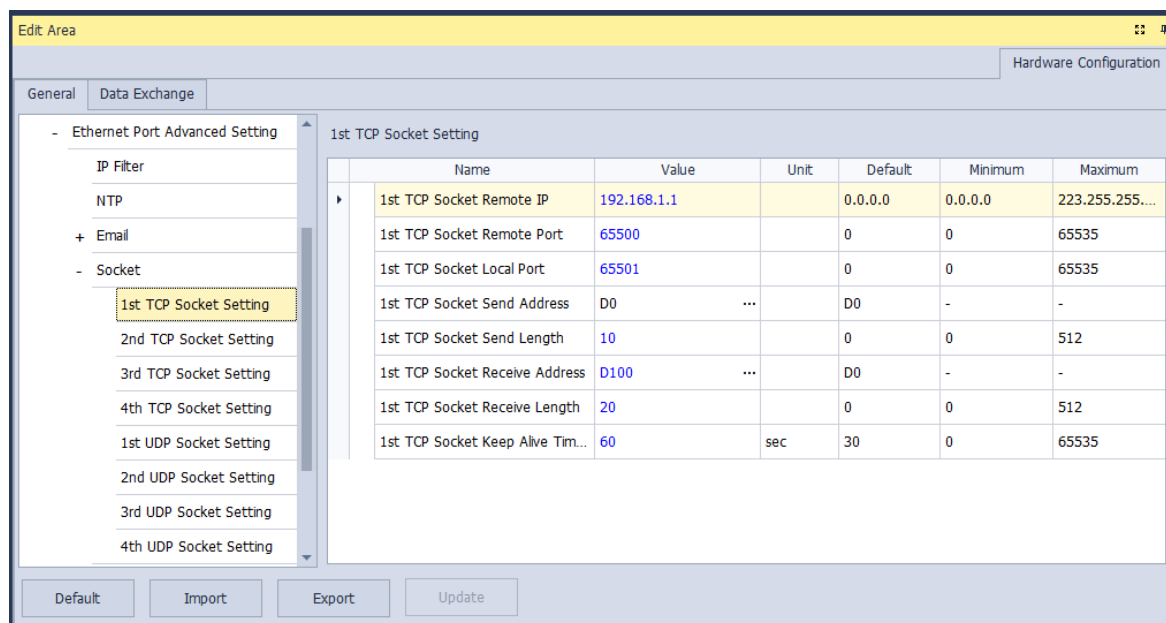 Edit Area
Hardware Configuration
General Data Exchange
- Ethernet Port Advanced Setting
IP Filter
NTP
+ Email
- Socket
1st TCP Socket Setting
2nd TCP Socket Setting
3rd TCP Socket Setting
4th TCP Socket Setting
1st UDP Socket Setting
2nd UDP Socket Setting
3rd UDP Socket Setting
4th UDP Socket Setting
1st TCP Socket Setting
Name Value Unit Default Minimum Maximum
1st TCP Socket Remote IP 192.168.1.1 0.0.0.0 0.0.0.0 223.255.255....
1st TCP Socket Remote Port 65500 0 0 65535
1st TCP Socket Local Port 65501 0 0 65535
1st TCP Socket Send Address D0 ... D0 - -
1st TCP Socket Send Length 10 0 0 512
1st TCP Socket Receive Address D100 ... D0 - -
1st TCP Socket Receive Length 20 0 0 512
1st TCP Socket Keep Alive Tim... 60 sec 30 0 65535
Default Import Export Update